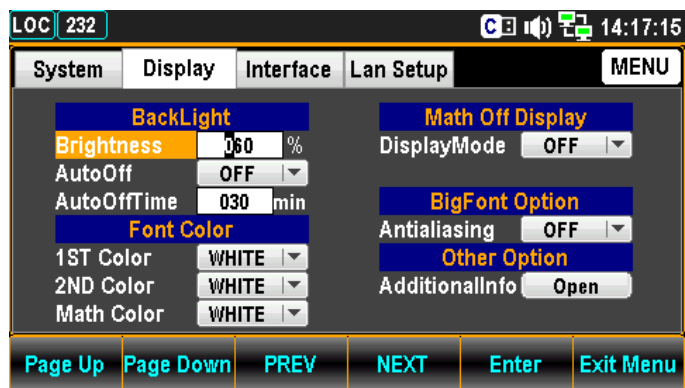 LOC 232 C 14:17:15
System Display Interface Lan Setup MENU
BackLight
Brightness 060 %
AutoOff OFF
AutoOffTime 030 min
Font Color
1ST Color WHITE
2ND Color WHITE
Math Color WHITE
Math Off Display
DisplayMode OFF
BigFont Option
Antialiasing OFF
Other Option
AdditionalInfo Open
Page Up Page Down PREV NEXT Enter Exit Menu